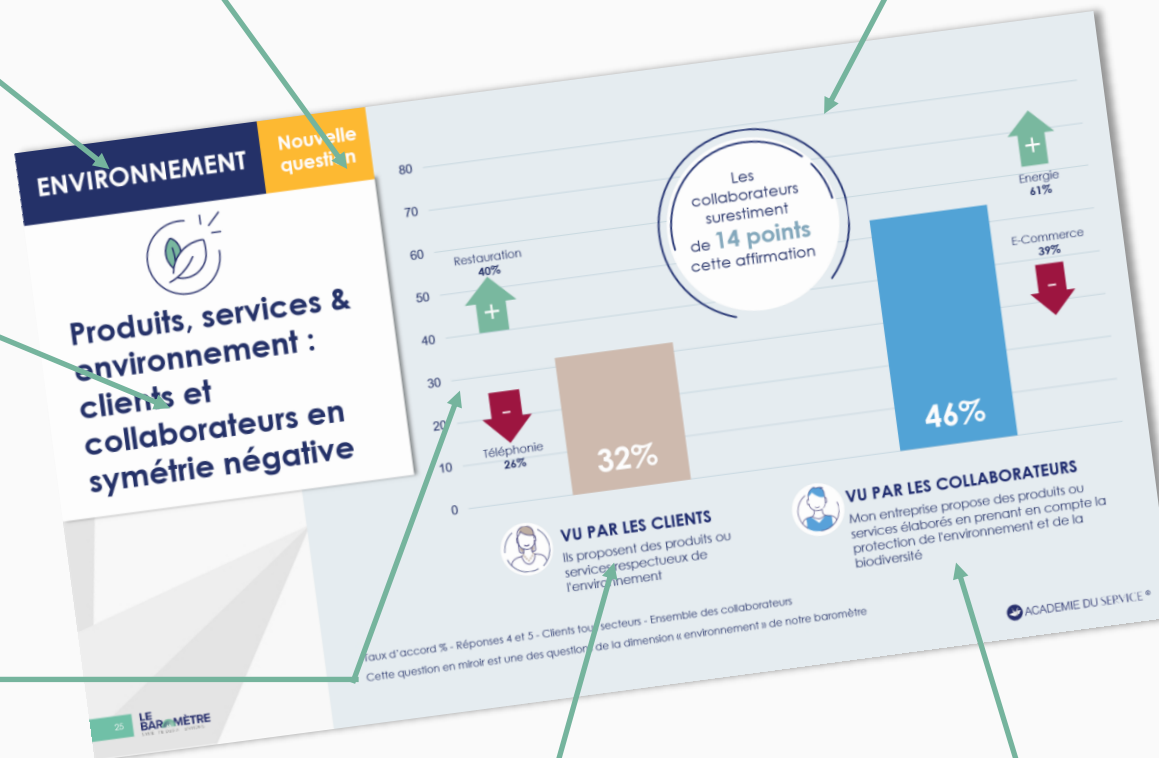 ENVIRONNEMENT
Nouvelle
question
Produits, services &
environnement :
clients et
collaborateurs en
symétrie négative
80
70
60
50
40
30
20
10
0
Restauration
40%
+
-
Téléphonie
26%
32%
Les
collaborateurs
surestiment
de 14 points
cette affirmation
46%
+
Energie
61%
E-Commerce
39%
-
VU PAR LES CLIENTS
Ils proposent des produits ou
services respectueux de
l'environnement
VU PAR LES COLLABORATEURS
Mon entreprise propose des produits ou
services élaborés en prenant en compte la
protection de l'environnement et de la
biodiversité
Taux d'accord % - Réponses 4 et 5 - Clients tous secteurs - Ensemble des collaborateurs
Cette question en miroir est une des questions de la dimension « environnement » de notre baromètre
ACADEMIE DU SERVICE ®
25
LE
BAROMÈTRE